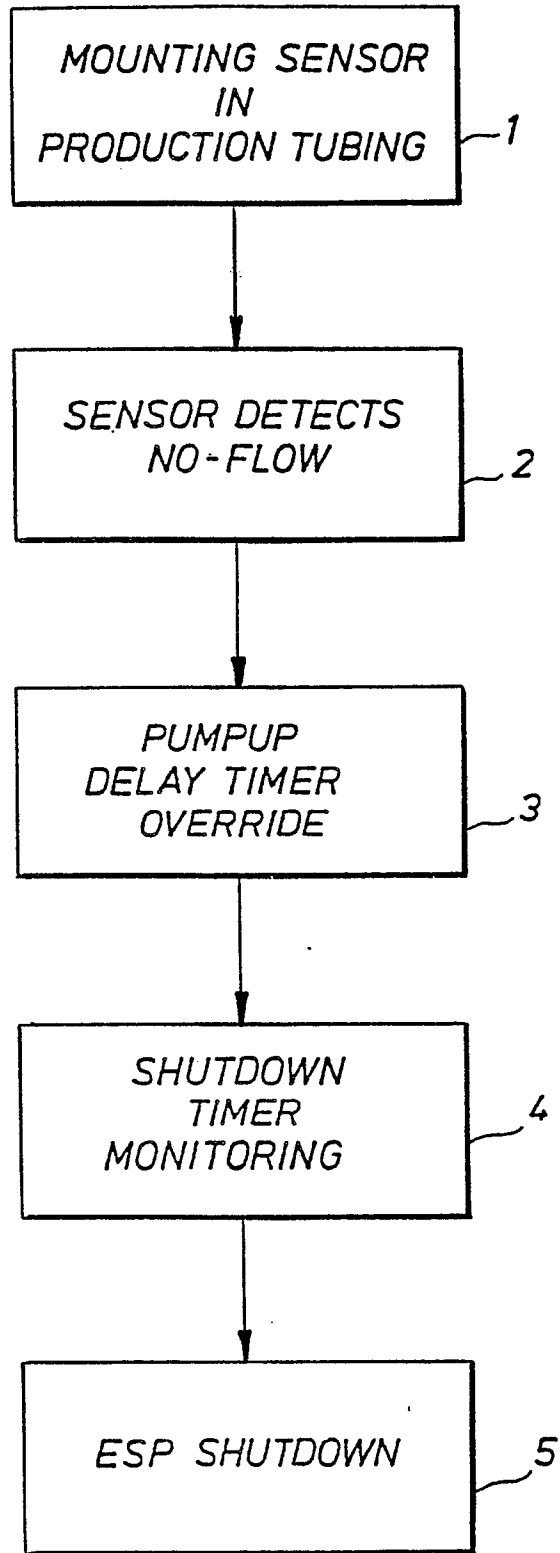 MOUNTING SENSOR
IN
PRODUCTION TUBING
1
SENSOR DETECTS
NO-FLOW
2
PUMPUP
DELAY TIMER
OVERRIDE
3
SHUTDOWN
TIMER
MONITORING
4
ESP SHUTDOWN
5